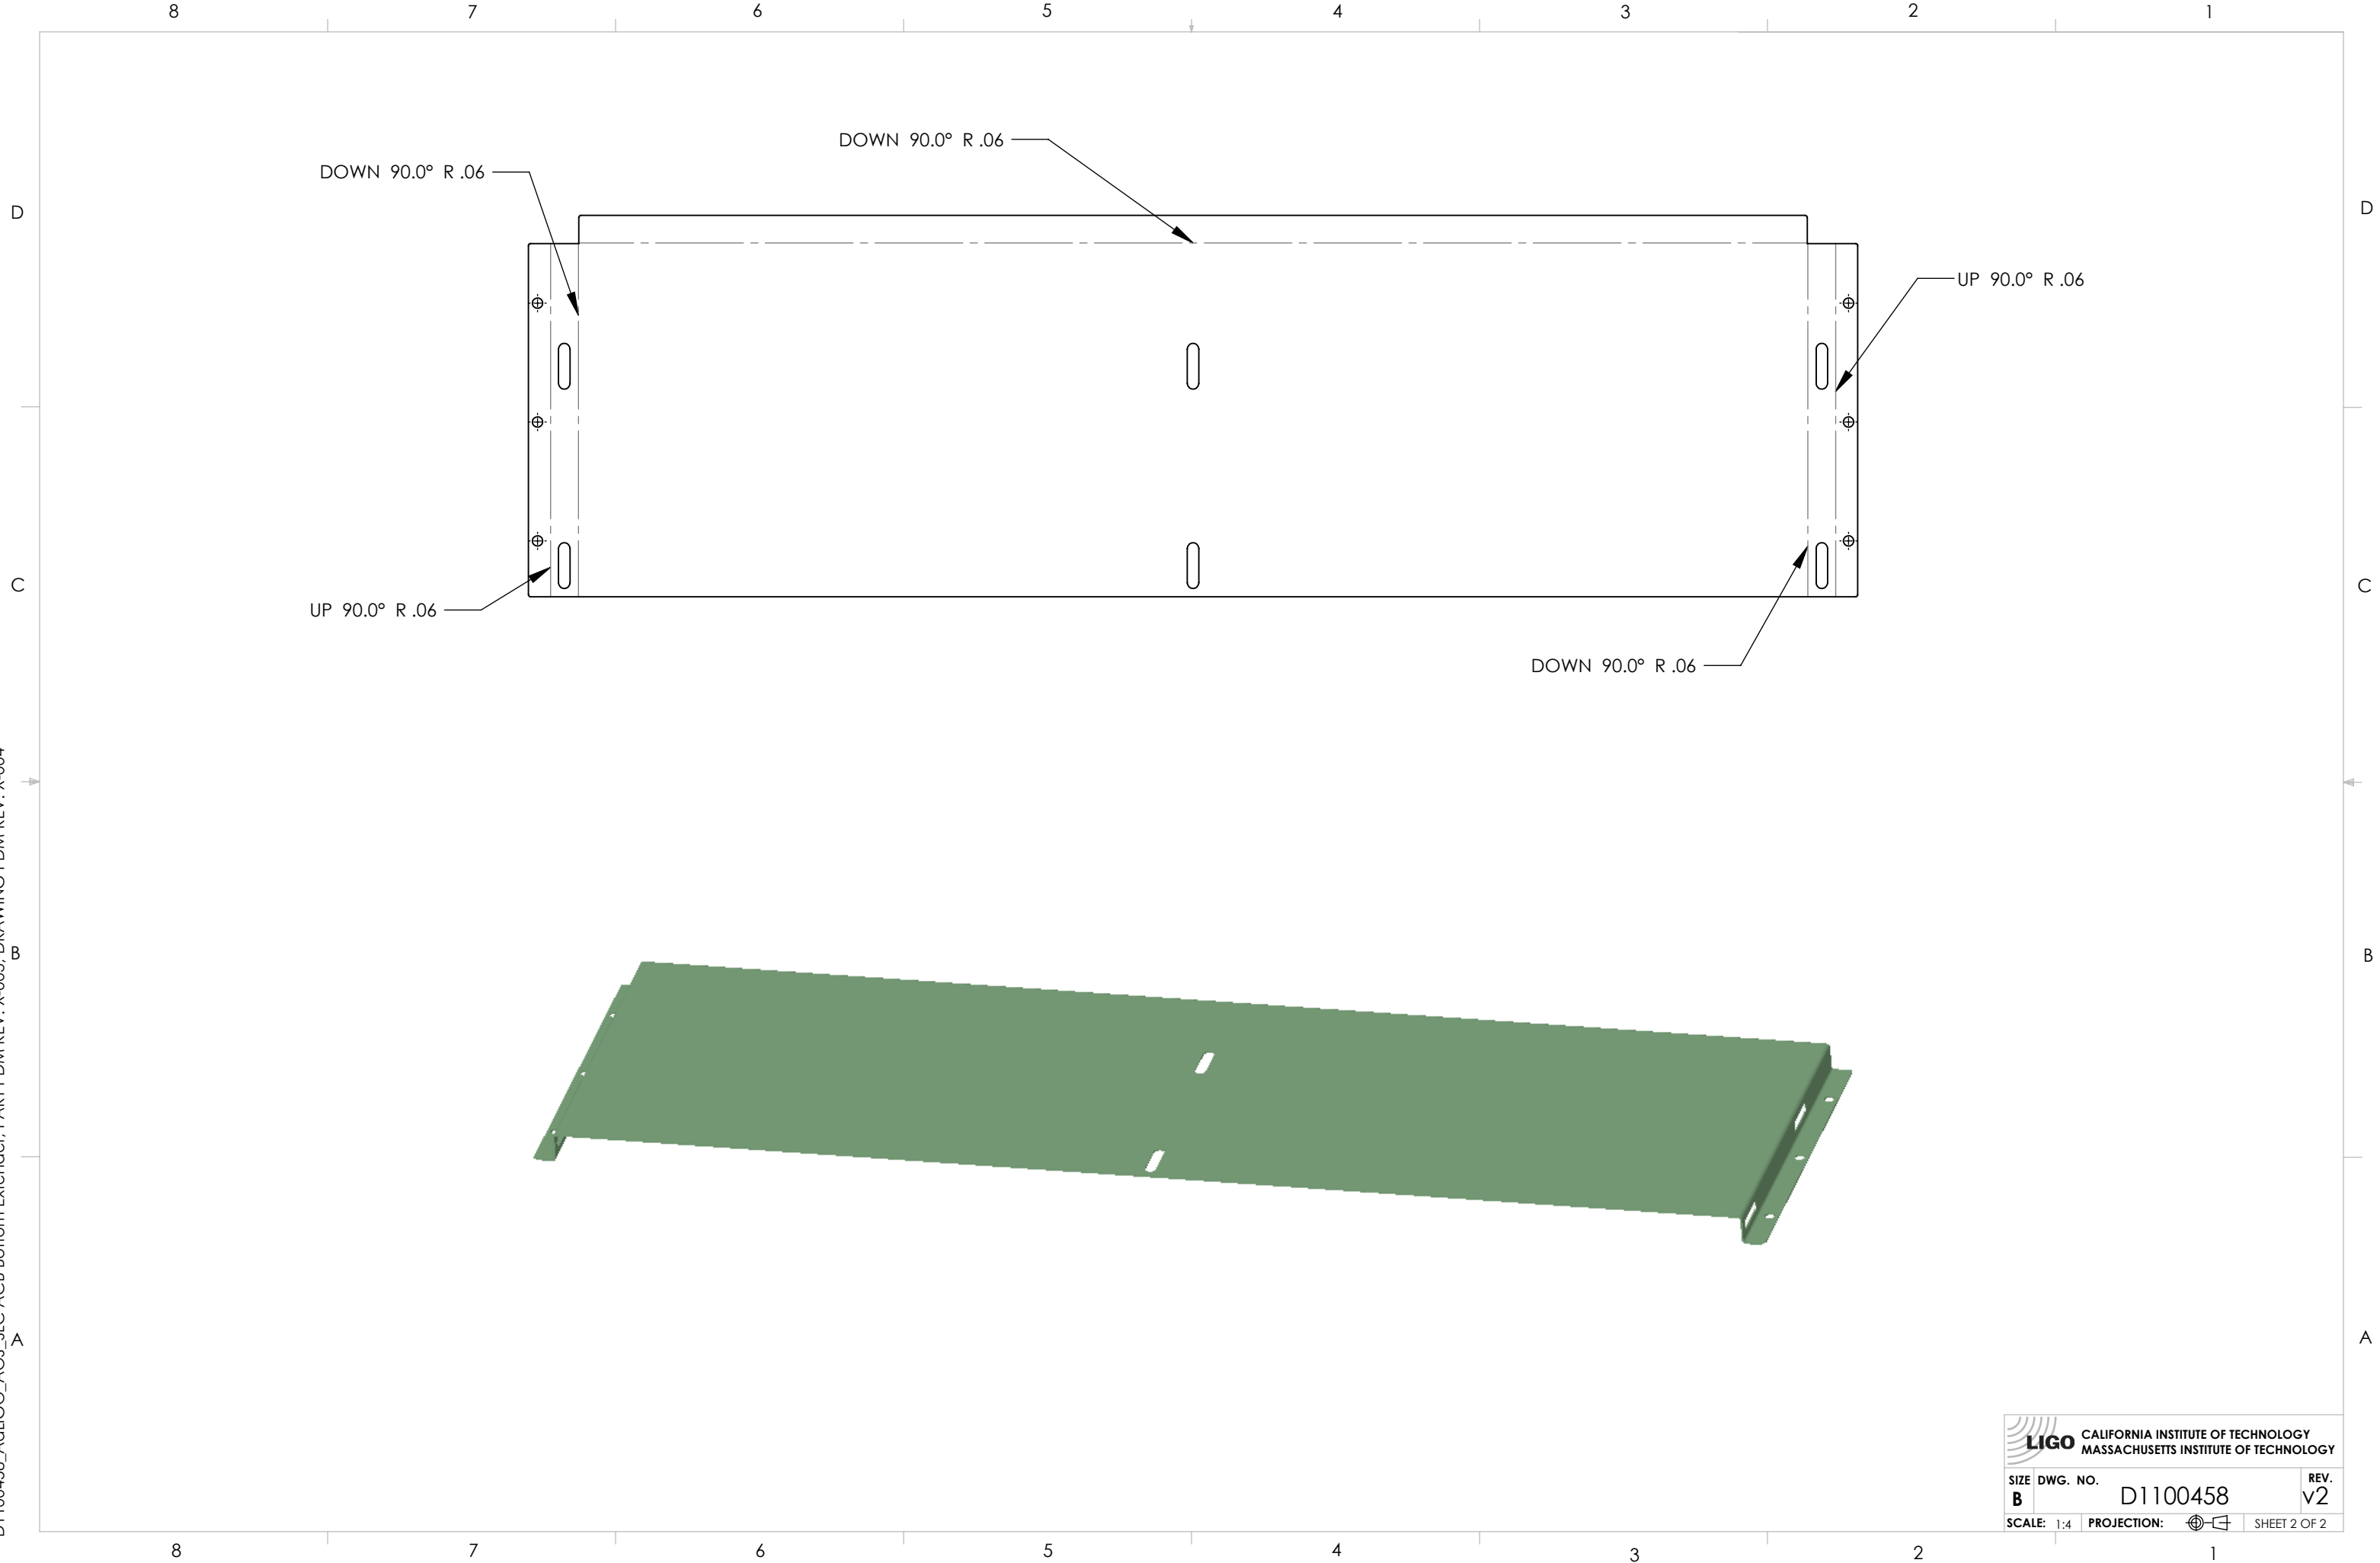 8 7 6 5 4 3 2 1
DOWN 90.0° R .06
DOWN 90.0° R .06
D D
UP 90.0° R .06
C C
UP 90.0° R .06
DOWN 90.0° R .06
B B
A A
LIGO CALIFORNIA INSTITUTE OF TECHNOLOGY
MASSACHUSETTS INSTITUTE OF TECHNOLOGY
SIZE DWG. NO. REV.
B D1100458 v2
SCALE: 1:4 PROJECTION: SHEET 2 OF 2
8 7 6 5 4 3 2 1